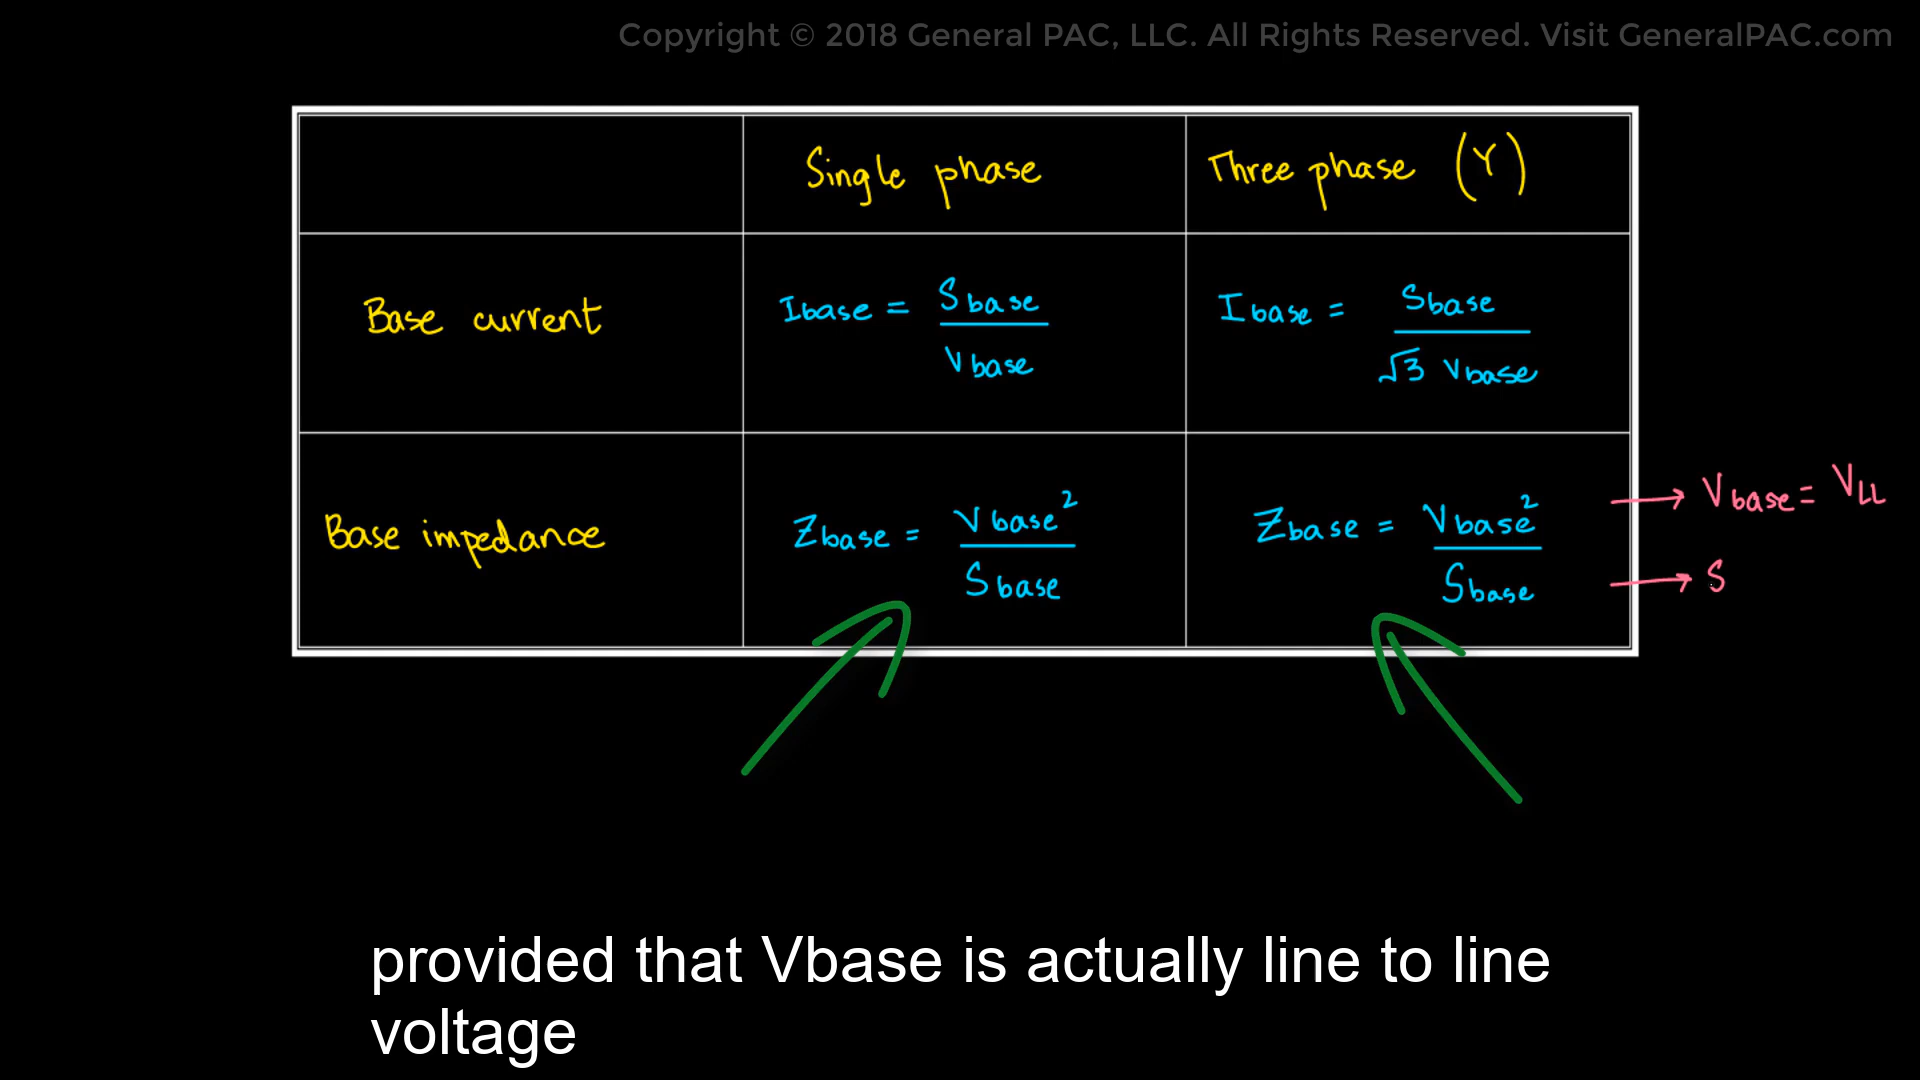 Copyright © 2018 General PAC, LLC. All Rights Reserved. Visit GeneralPAC.com
Single phase
Three phase (Y)
Base current
Ibase = Sbase / Vbase
Ibase = Sbase / √3 Vbase
Base impedance
Zbase = Vbase² / Sbase
Zbase = Vbase² / Sbase
→ Vbase = VLL
→ S
provided that Vbase is actually line to line
voltage